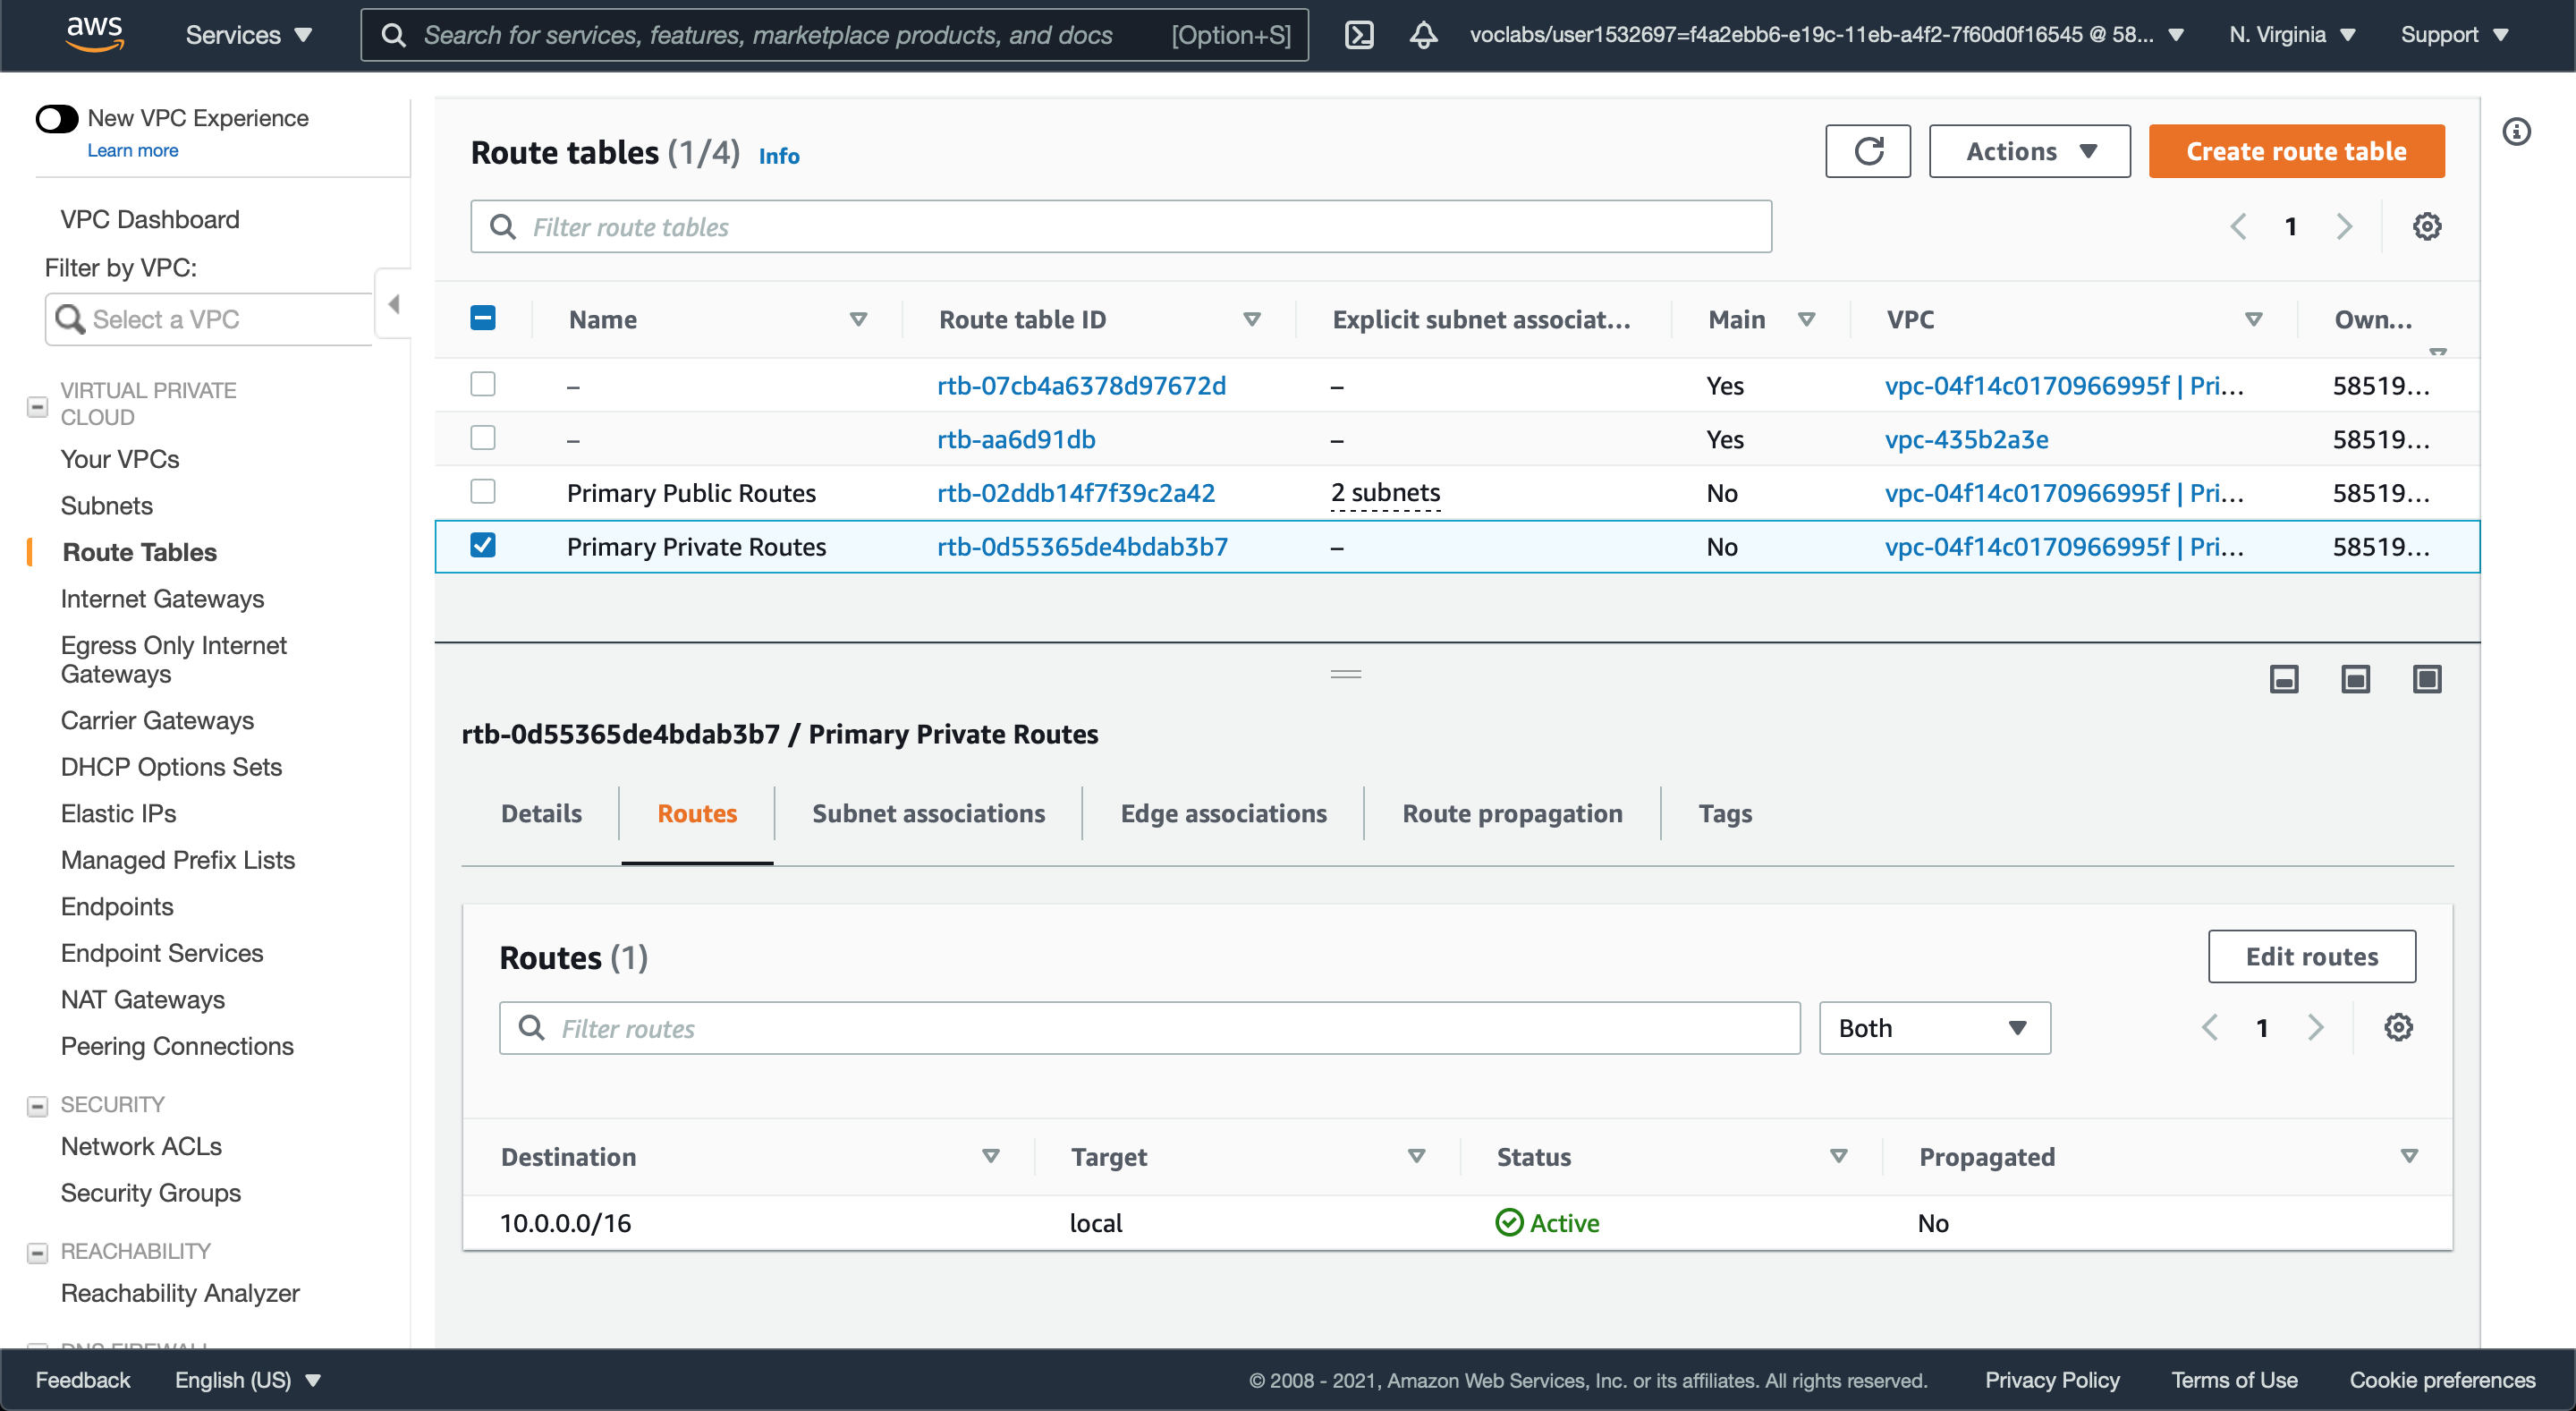 aws
Services
Search for services, features, marketplace products, and docs
[Option+S]
voclabs/user1532697=f4a2ebb6-e19c-11eb-a4f2-7f60d0f16545 @ 58...
N. Virginia
Support
New VPC Experience
Learn more
VPC Dashboard
Filter by VPC:
Select a VPC
VIRTUAL PRIVATE
CLOUD
Your VPCs
Subnets
Route Tables
Internet Gateways
Egress Only Internet
Gateways
Carrier Gateways
DHCP Options Sets
Elastic IPs
Managed Prefix Lists
Endpoints
Endpoint Services
NAT Gateways
Peering Connections
SECURITY
Network ACLs
Security Groups
REACHABILITY
Reachability Analyzer
DNS FIREWALL
Route tables (1/4) Info
Actions
Create route table
Filter route tables
1
Name Route table ID Explicit subnet associat... Main VPC Own...
– rtb-07cb4a6378d97672d – Yes vpc-04f14c0170966995f | Pri... 58519...
– rtb-aa6d91db – Yes vpc-435b2a3e 58519...
Primary Public Routes rtb-02ddb14f7f39c2a42 2 subnets No vpc-04f14c0170966995f | Pri... 58519...
Primary Private Routes rtb-0d55365de4bdab3b7 – No vpc-04f14c0170966995f | Pri... 58519...
rtb-0d55365de4bdab3b7 / Primary Private Routes
Details Routes Subnet associations Edge associations Route propagation Tags
Routes (1)
Edit routes
Filter routes
Both
1
Destination Target Status Propagated
10.0.0.0/16 local Active No
Feedback English (US)
© 2008 - 2021, Amazon Web Services, Inc. or its affiliates. All rights reserved. Privacy Policy Terms of Use Cookie preferences